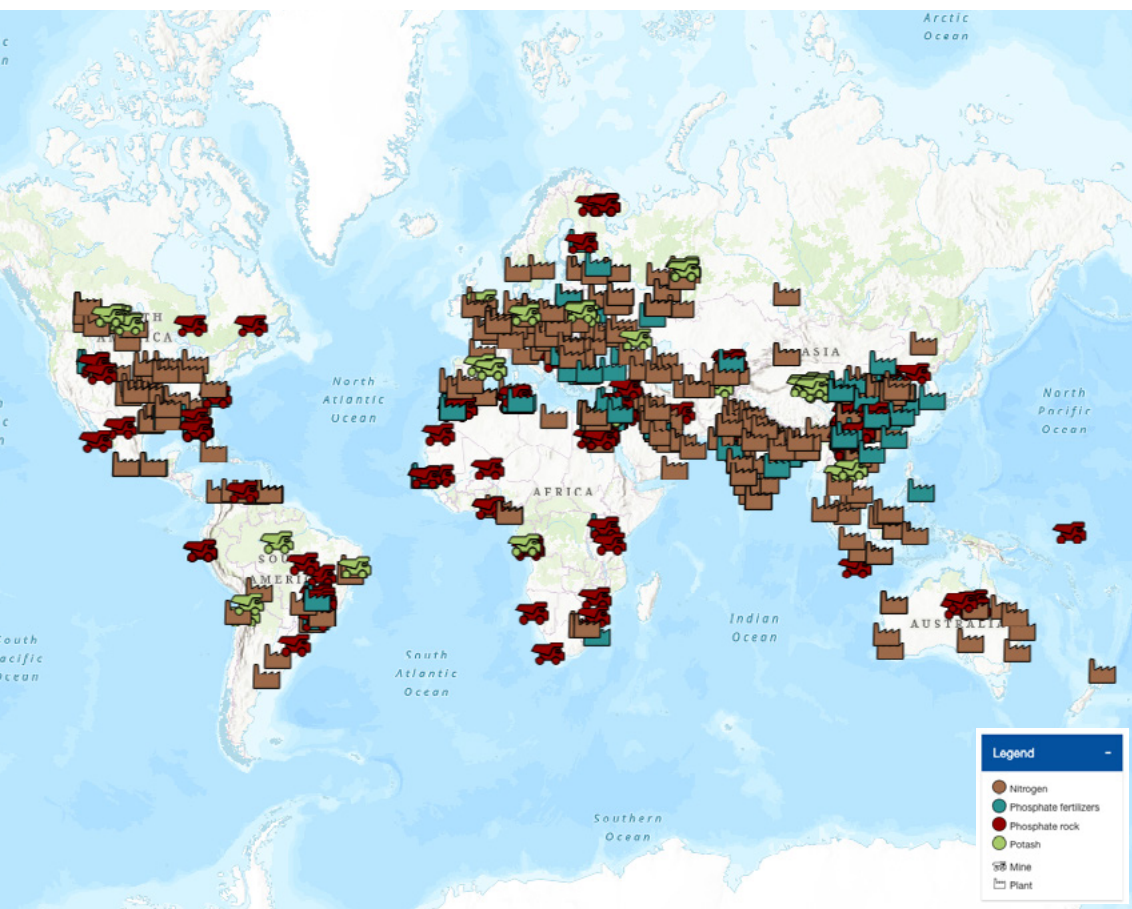 Arctic
Ocean
North
Atlantic
Ocean
ASIA
North
Pacific
Ocean
AFRICA
Indian
Ocean
AUSTRALIA
South
Atlantic
Ocean
Southern
Ocean
Legend -
Nitrogen
Phosphate fertilizers
Phosphate rock
Potash
Mine
Plant